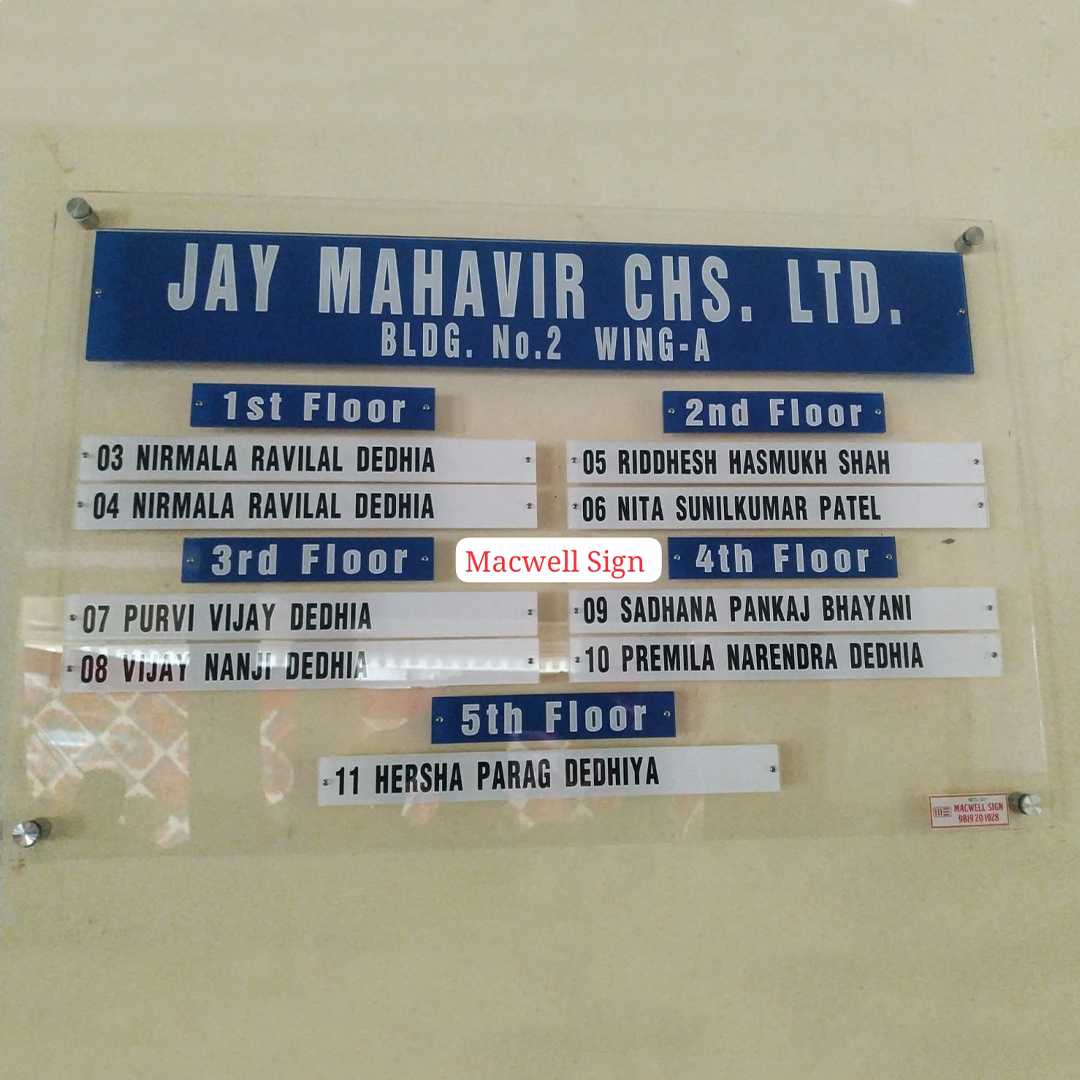 JAY MAHAVIR CHS. LTD.
BLDG. No.2 WING-A
1st Floor
03 NIRMALA RAVILAL DEDHIA
04 NIRMALA RAVILAL DEDHIA
2nd Floor
05 RIDDHESH HASMUKH SHAH
06 NITA SUNILKUMAR PATEL
3rd Floor
07 PURVI VIJAY DEDHIA
08 VIJAY NANJI DEDHIA
Macwell Sign
4th Floor
09 SADHANA PANKAJ BHAYANI
10 PREMILA NARENDRA DEDHIA
5th Floor
11 HERSHA PARAG DEDHIYA
MACWELL SIGN
9819 20 1928